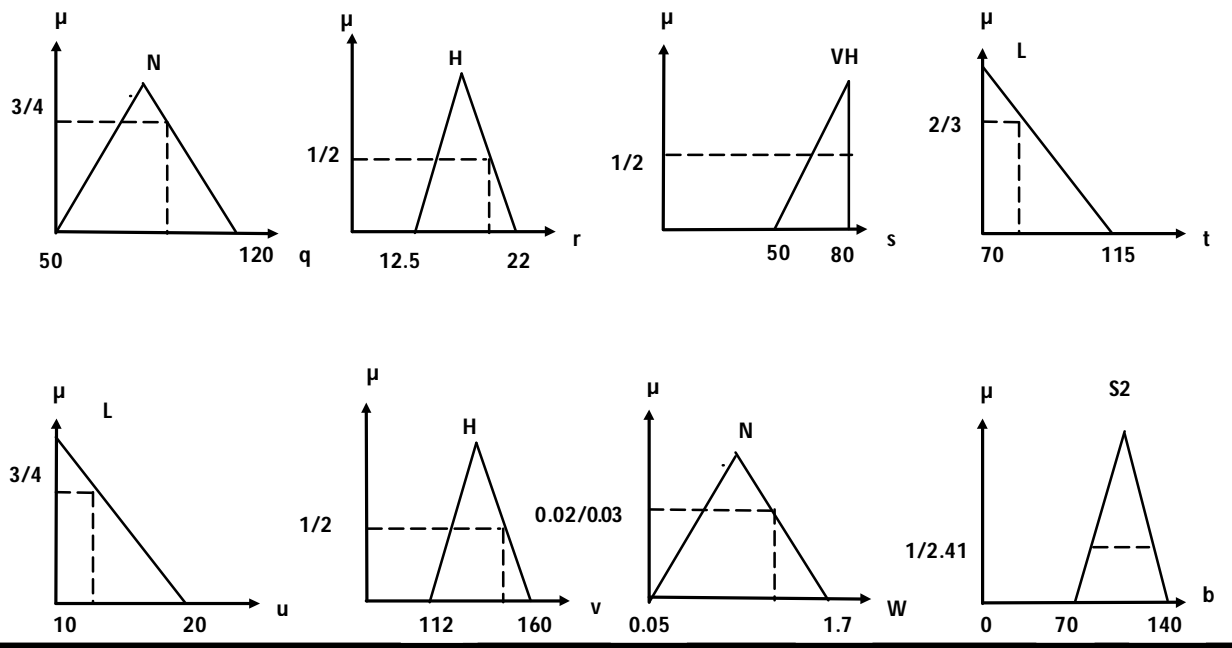 µ µ µ µ
N H VH L
3/4 1/2 1/2 2/3
50 120 q 12.5 22 r 50 80 s 70 115 t
µ µ µ µ
L H N S2
3/4 1/2 0.02/0.03 1/2.41
10 20 u 112 160 v 0.05 1.7 W 0 70 140 b